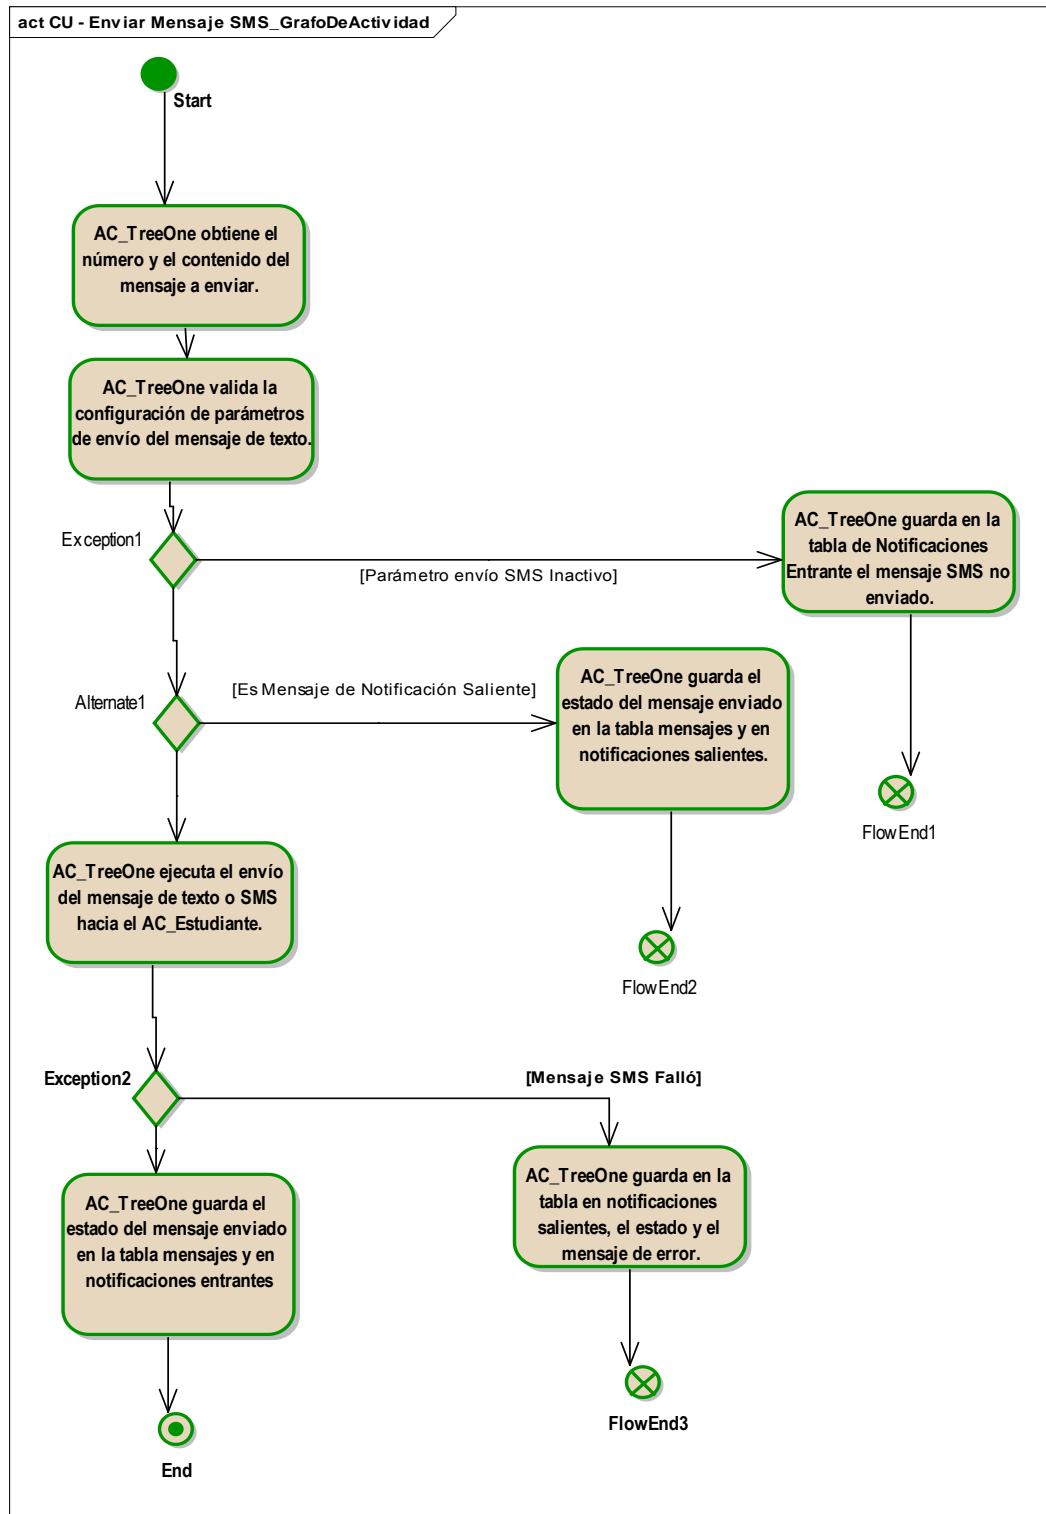 act CU - Enviar Mensaje SMS_GrafoDeActividad
Start
AC_TreeOne obtiene el
número y el contenido del
mensaje a enviar.
AC_TreeOne valida la
configuración de parámetros
de envío del mensaje de texto.
Exception1
[Parámetro envío SMS Inactivo]
AC_TreeOne guarda en la
tabla de Notificaciones
Entrante el mensaje SMS no
enviado.
FlowEnd1
Alternate1
[Es Mensaje de Notificación Saliente]
AC_TreeOne guarda el
estado del mensaje enviado
en la tabla mensajes y en
notificaciones salientes.
FlowEnd2
AC_TreeOne ejecuta el envío
del mensaje de texto o SMS
hacia el AC_Estudiante.
Exception2
[Mensaje SMS Falló]
AC_TreeOne guarda en la
tabla en notificaciones
salientes, el estado y el
mensaje de error.
FlowEnd3
AC_TreeOne guarda el
estado del mensaje enviado
en la tabla mensajes y en
notificaciones entrantes
End